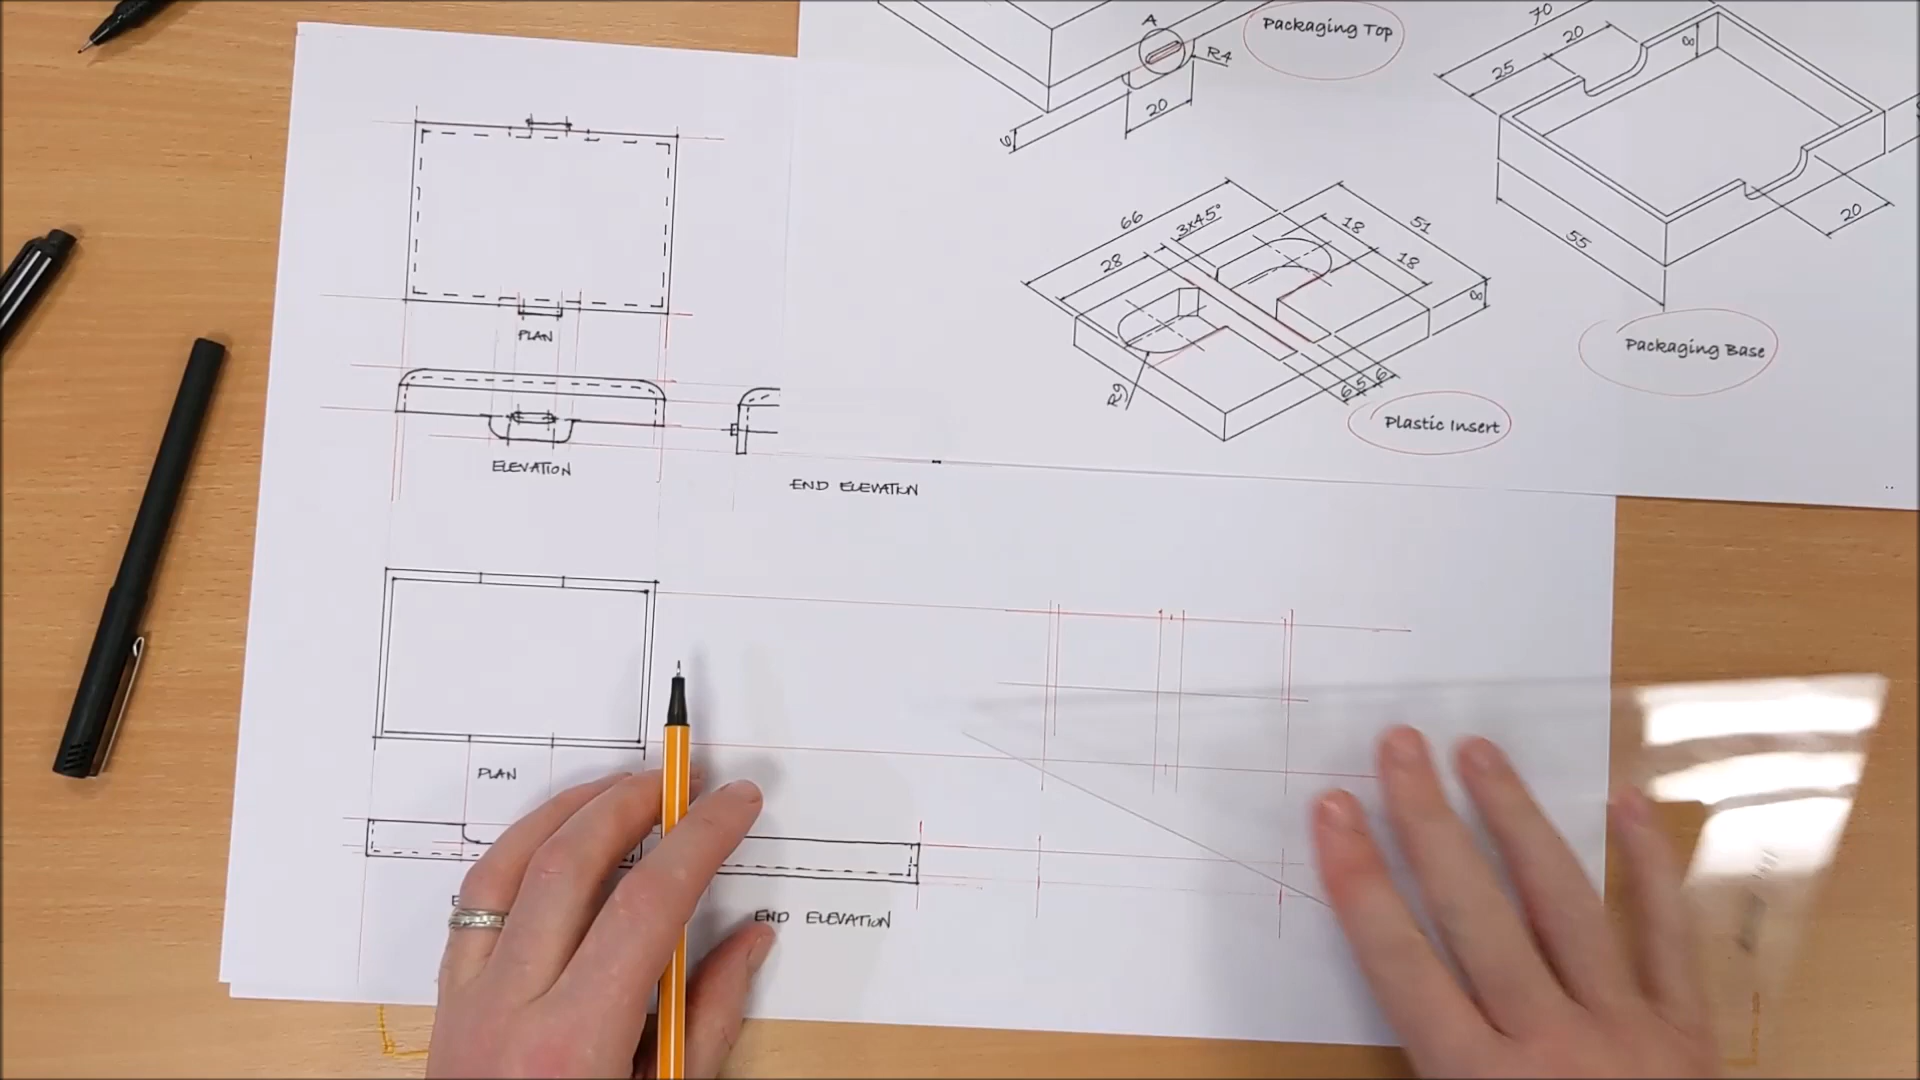 A
Packaging Top
R4
20
6
70
20
25
8
20
55
Packaging Base
66
3x45°
28
18
51
18
8
R9
6 5 6
Plastic Insert
PLAN
ELEVATION
END ELEVATION
PLAN
E
END ELEVATION